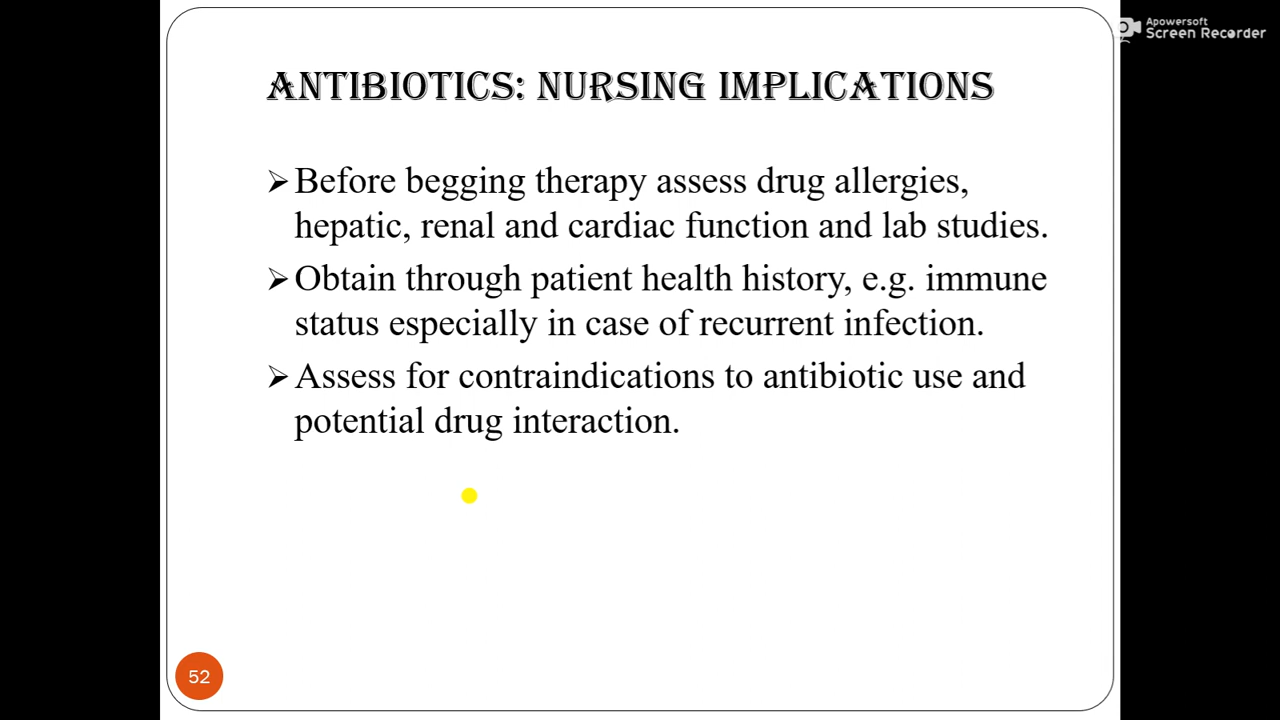 Apowersoft
Screen Recorder
ANTIBIOTICS: NURSING IMPLICATIONS
➢Before begging therapy assess drug allergies,
hepatic, renal and cardiac function and lab studies.
➢Obtain through patient health history, e.g. immune
status especially in case of recurrent infection.
➢Assess for contraindications to antibiotic use and
potential drug interaction.
52